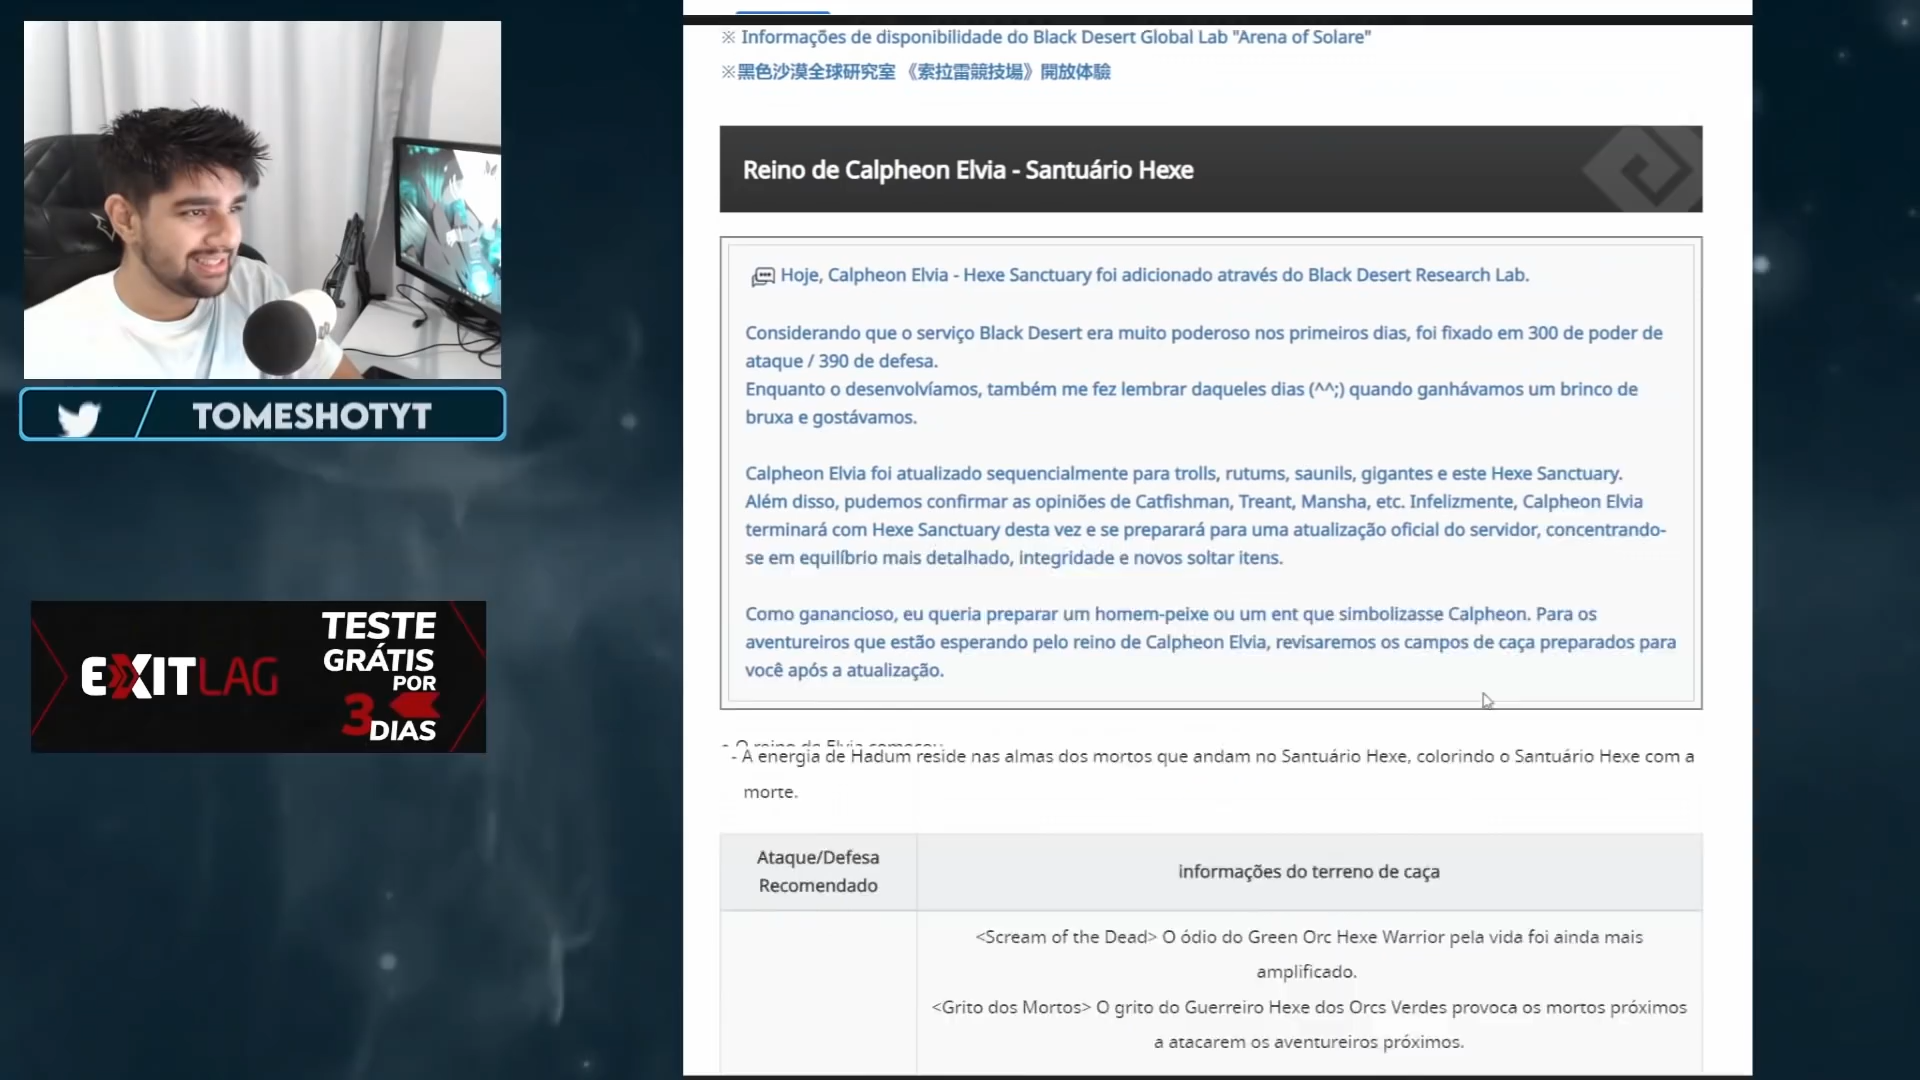 ※ Informações de disponibilidade do Black Desert Global Lab "Arena of Solare"
※黑色沙漠全球研究室 《索拉雷競技場》開放体驗
Reino de Calpheon Elvia - Santuário Hexe
Hoje, Calpheon Elvia - Hexe Sanctuary foi adicionado através do Black Desert Research Lab.
Considerando que o serviço Black Desert era muito poderoso nos primeiros dias, foi fixado em 300 de poder de
ataque / 390 de defesa.
Enquanto o desenvolvíamos, também me fez lembrar daqueles dias (^^;) quando ganhávamos um brinco de
bruxa e gostávamos.
Calpheon Elvia foi atualizado sequencialmente para trolls, rutums, saunils, gigantes e este Hexe Sanctuary.
Além disso, pudemos confirmar as opiniões de Catfishman, Treant, Mansha, etc. Infelizmente, Calpheon Elvia
terminará com Hexe Sanctuary desta vez e se preparará para uma atualização oficial do servidor, concentrando-
se em equilíbrio mais detalhado, integridade e novos soltar itens.
Como ganancioso, eu queria preparar um homem-peixe ou um ent que simbolizasse Calpheon. Para os
aventureiros que estão esperando pelo reino de Calpheon Elvia, revisaremos os campos de caça preparados para
você após a atualização.
- A energia de Hadum reside nas almas dos mortos que andam no Santuário Hexe, colorindo o Santuário Hexe com a
morte.
Ataque/Defesa
Recomendado
informações do terreno de caça
<Scream of the Dead> O ódio do Green Orc Hexe Warrior pela vida foi ainda mais
amplificado.
<Grito dos Mortos> O grito do Guerreiro Hexe dos Orcs Verdes provoca os mortos próximos
a atacarem os aventureiros próximos.
TOMESHOTYT
EXITLAG
TESTE
GRÁTIS
POR
3
DIAS